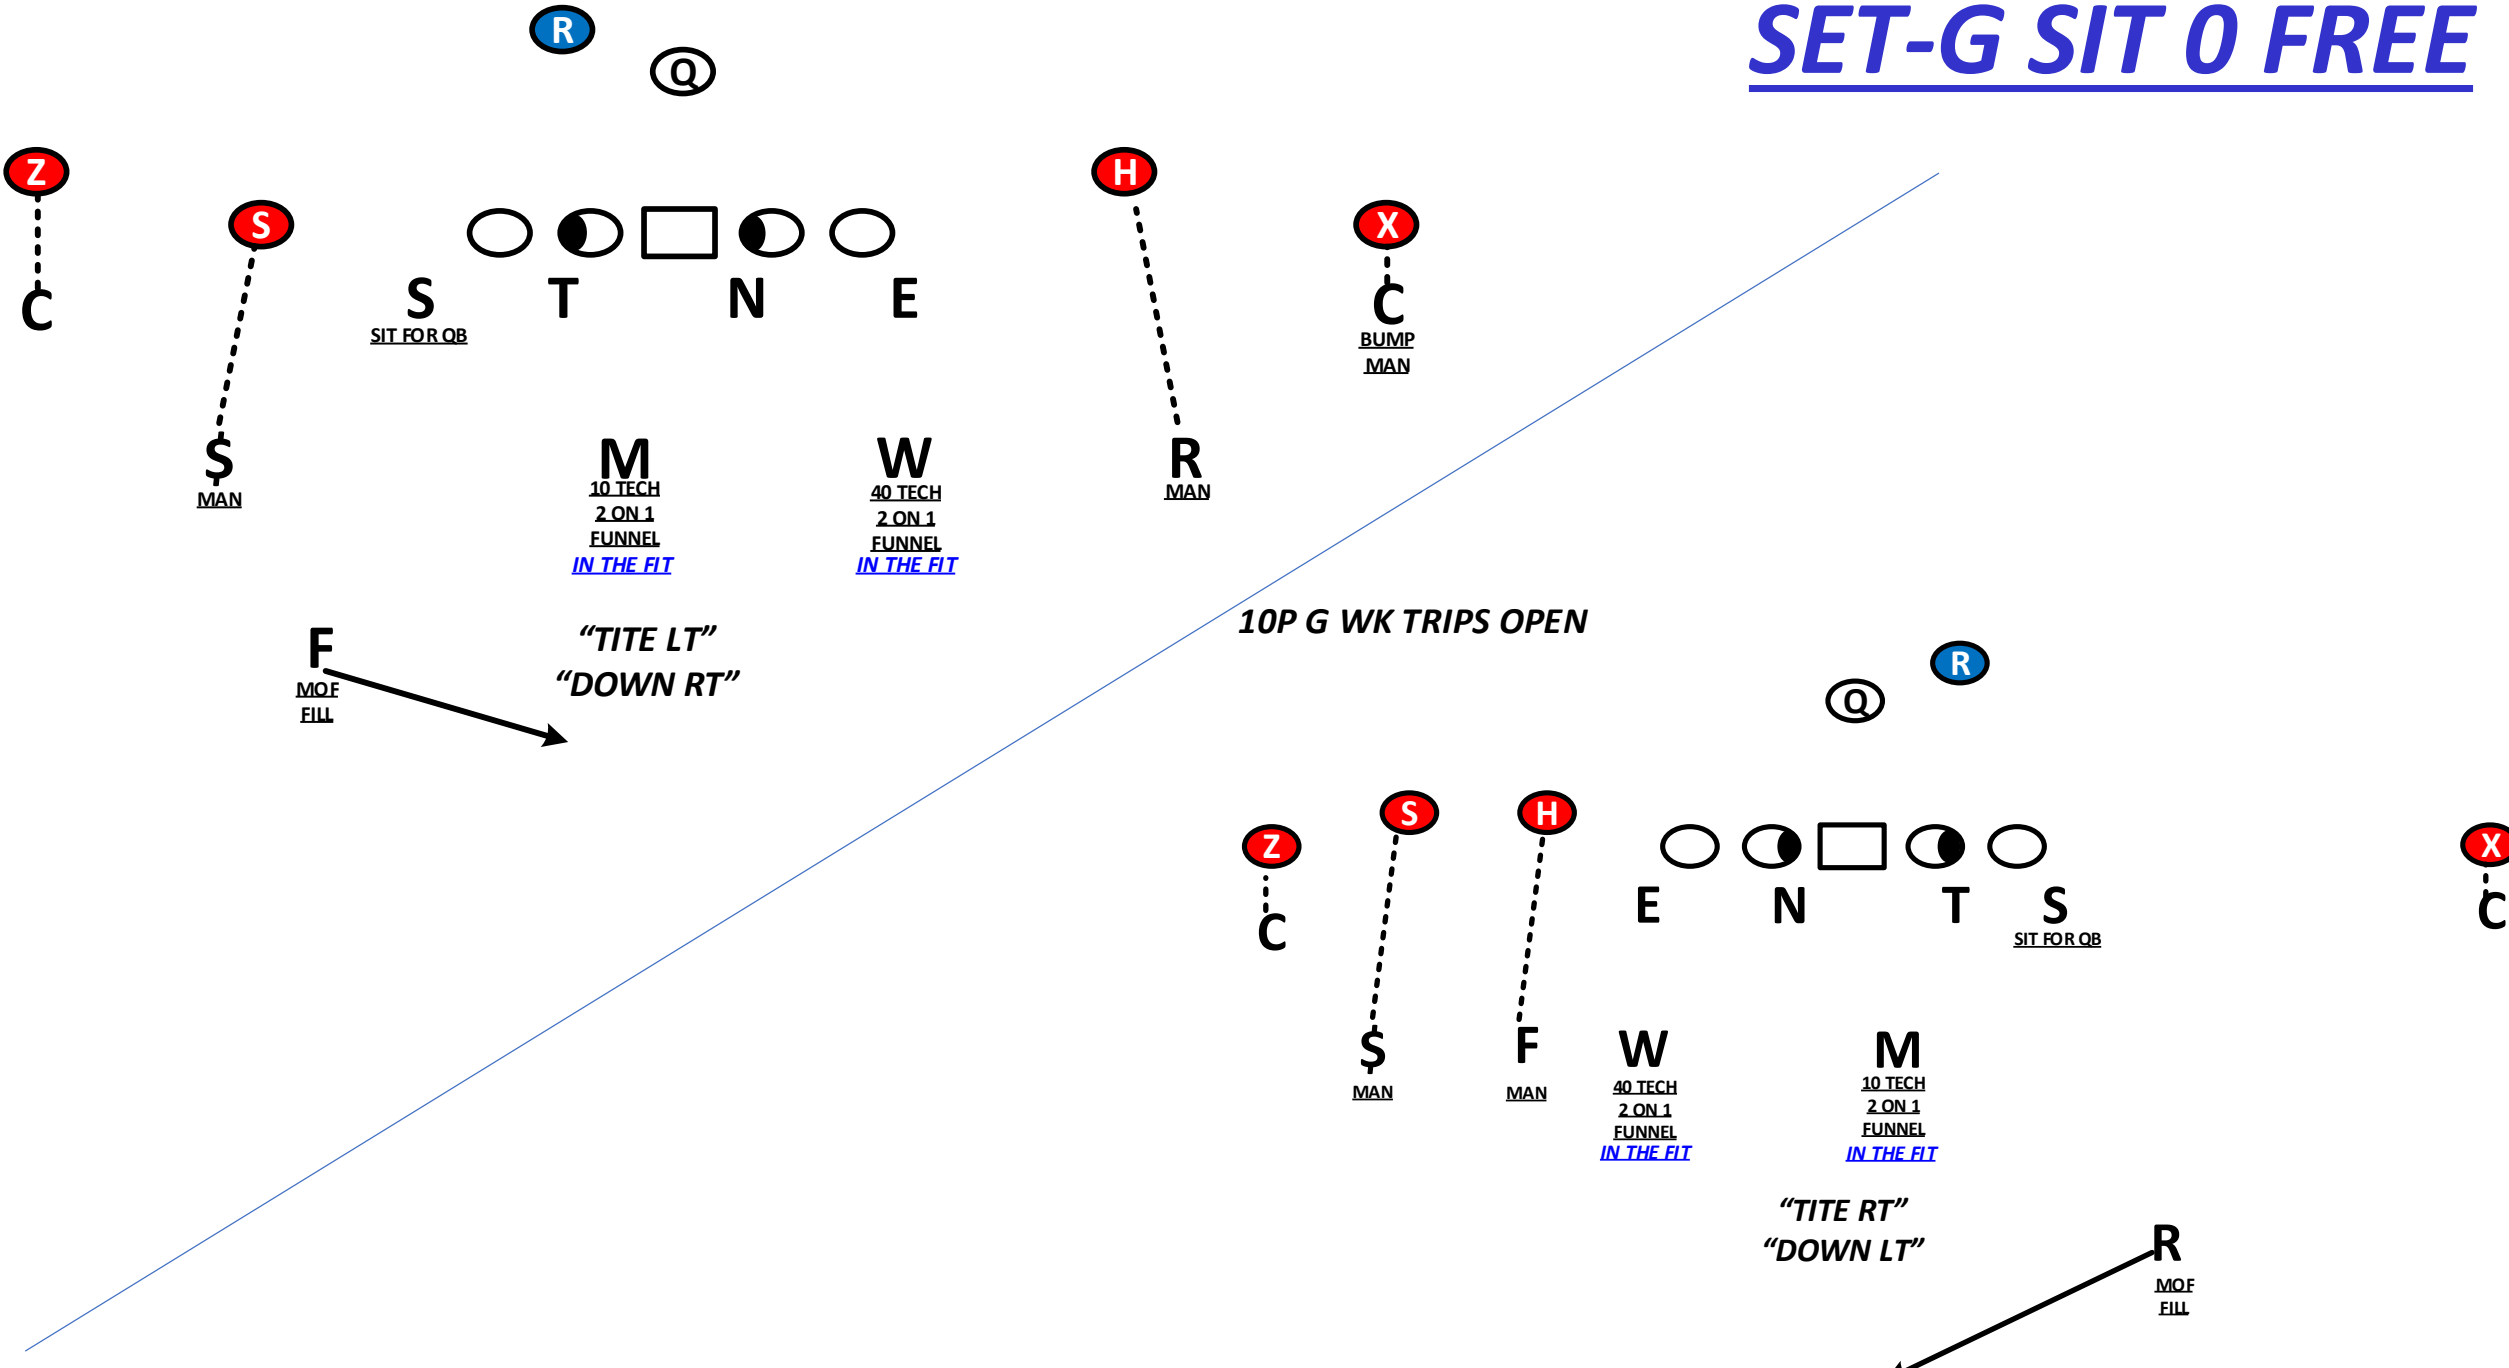 SET-G SIT 0 FREE
R
Q
Z
S
H
X
C
S
T
N
E
C
SIT FOR QB
BUMP
MAN
$
MAN
M
10 TECH
2 ON 1
FUNNEL
IN THE FIT
W
40 TECH
2 ON 1
FUNNEL
IN THE FIT
R
MAN
F
MOF
FILL
“TITE LT”
“DOWN RT”
10P G WK TRIPS OPEN
R
Q
Z
S
H
X
C
E
N
T
S
C
SIT FOR QB
$
MAN
F
MAN
W
40 TECH
2 ON 1
FUNNEL
IN THE FIT
M
10 TECH
2 ON 1
FUNNEL
IN THE FIT
“TITE RT”
“DOWN LT”
R
MOF
FILL